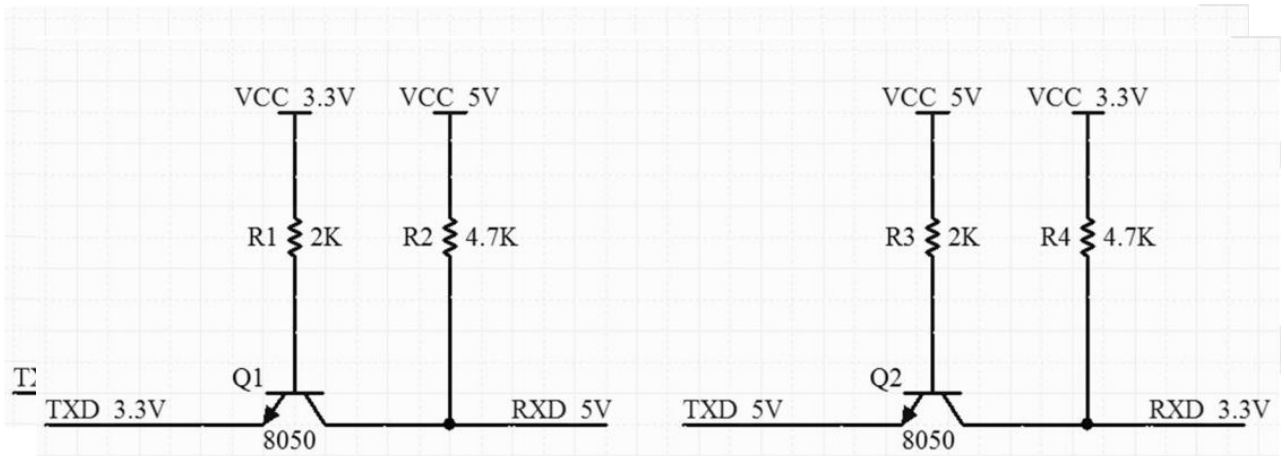 VCC 3.3V VCC 5V
VCC 5V VCC 3.3V
R1 2K R2 4.7K
R3 2K R4 4.7K
Q1
Q2
TXD 3.3V RXD 5V
TXD 5V RXD 3.3V
8050
8050